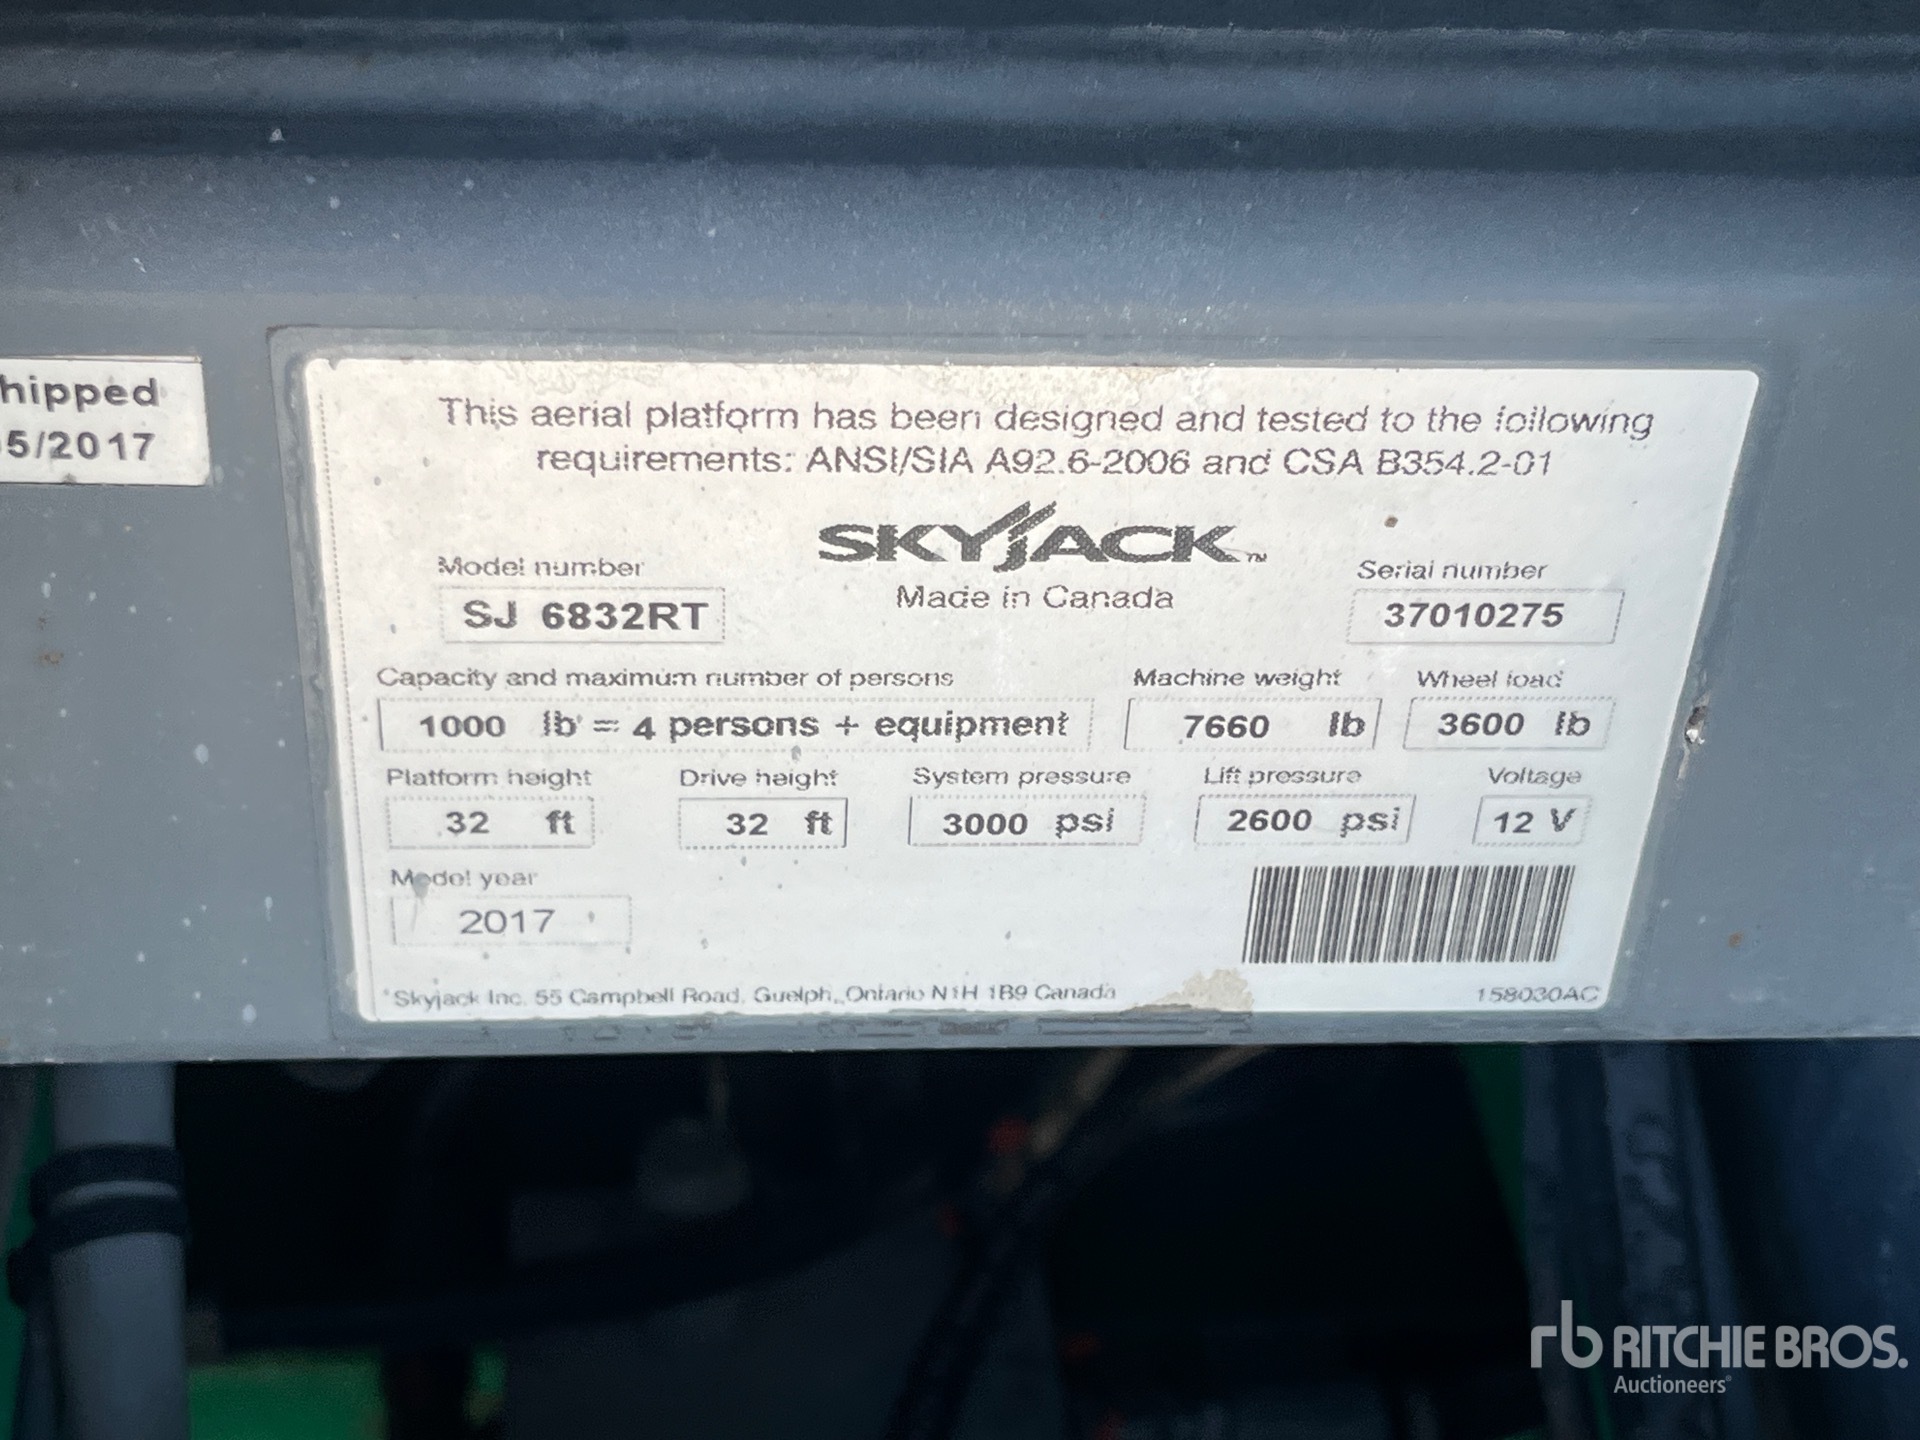 hipped
5/2017
This aerial platform has been designed and tested to the following
requirements: ANSI/SIA A92.6-2006 and CSA B354.2-01
SKYJACK™
Made in Canada
Model number
SJ 6832RT
Serial number
37010275
Capacity and maximum number of persons
1000 lb = 4 persons + equipment
Machine weight
7660 lb
Wheel load
3600 lb
Platform height
32 ft
Drive height
32 ft
System pressure
3000 psi
Lift pressure
2600 psi
Voltage
12 V
Model year
2017
Skyjack Inc. 55 Campbell Road, Guelph, Ontario N1H 1B9 Canada
158030AC
rb RITCHIE BROS.
Auctioneers®